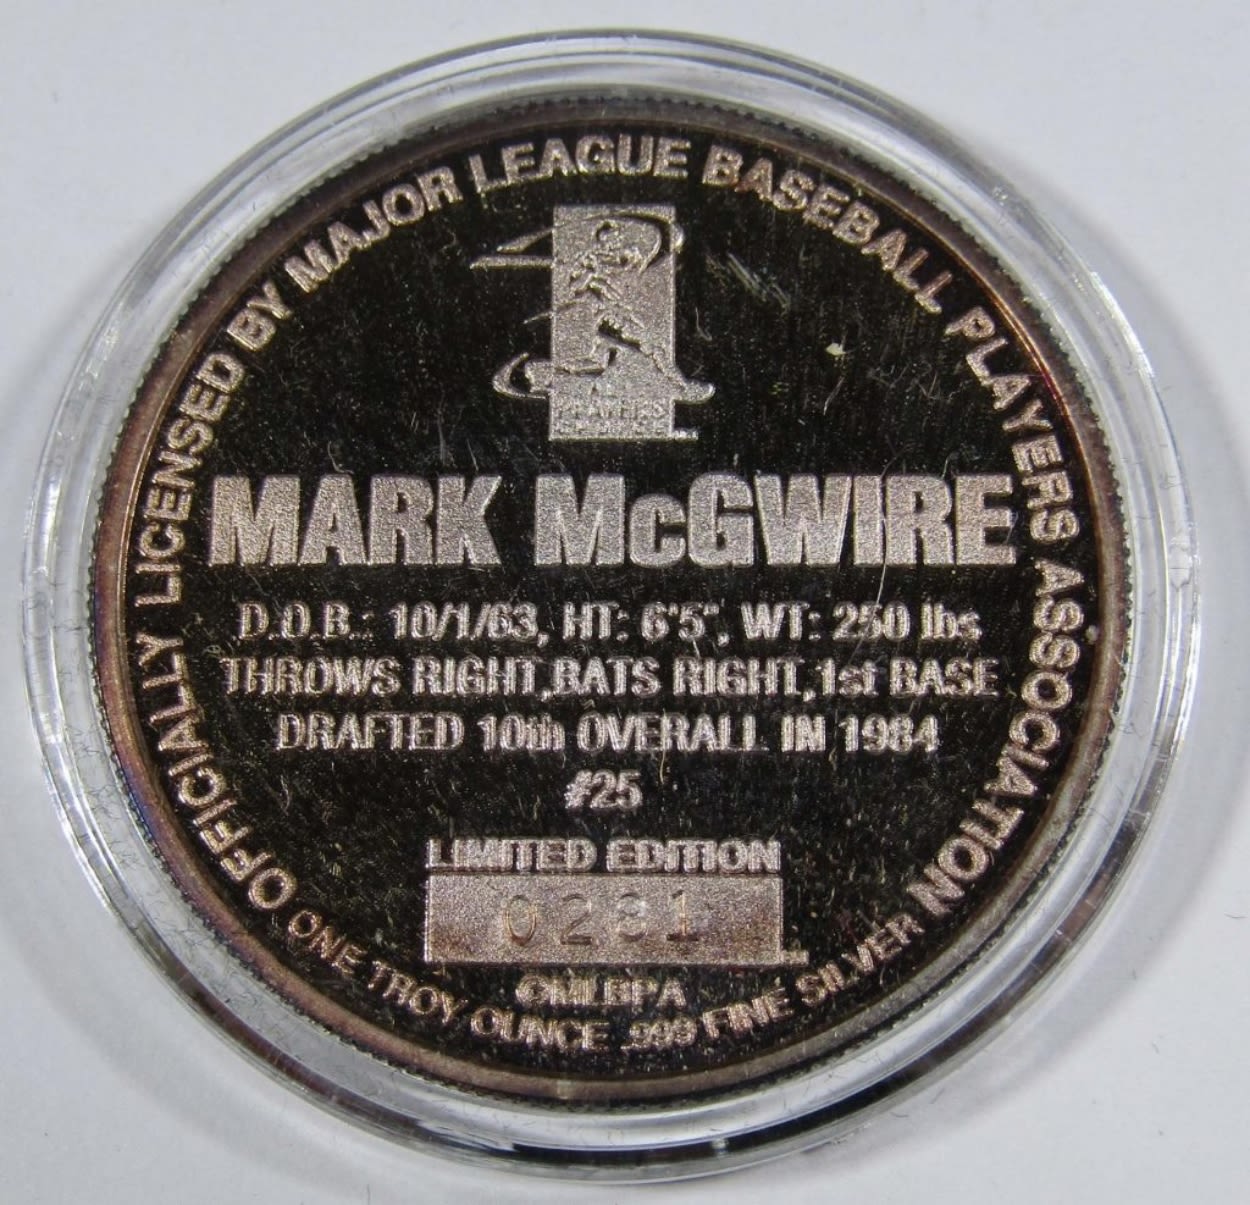 OFFICIALLY LICENSED BY MAJOR LEAGUE BASEBALL PLAYERS ASSOCIATION
PLAYERS
CHOICE
MARK McGWIRE
D.O.B.: 10/1/63, HT: 6"5", WT: 250 lbs
THROWS RIGHT,BATS RIGHT,1st BASE
DRAFTED 10th OVERALL IN 1984
#25
LIMITED EDITION
0281
©MLBPA
ONE TROY OUNCE .999 FINE SILVER